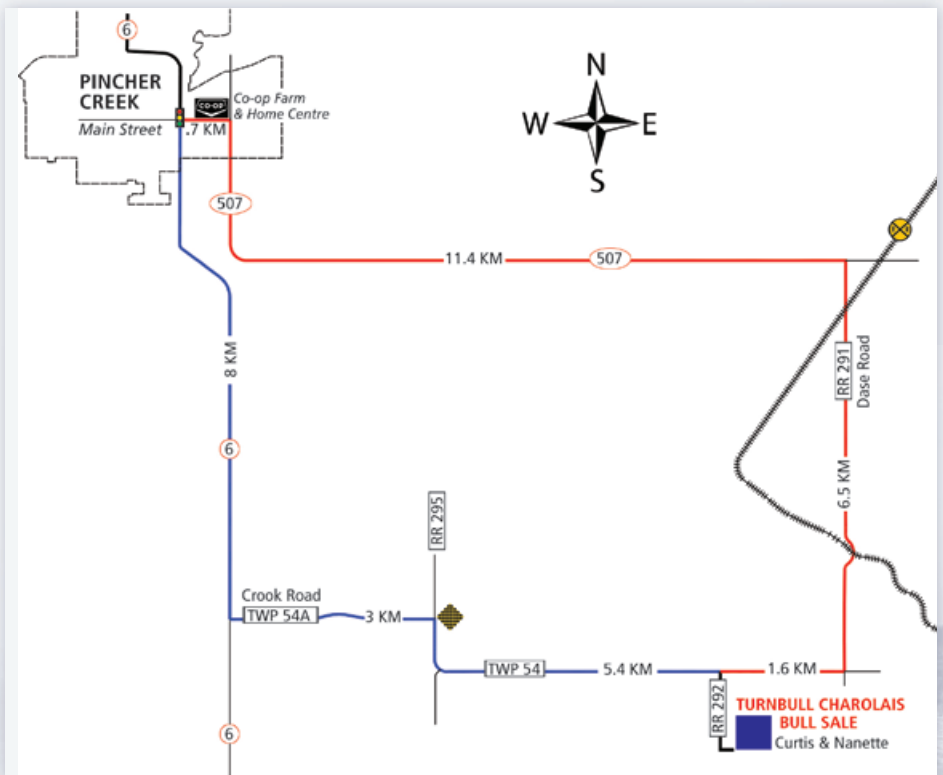 6
PINCHER
CREEK
Main Street
CO-OP
Co-op Farm
& Home Centre
.7 KM
N
W
E
S
507
11.4 KM
507
8 KM
RR 291
Dase Road
6
6.5 KM
RR 295
Crook Road
TWP 54A
3 KM
TWP 54
5.4 KM
1.6 KM
RR 292
TURNBULL CHAROLAIS
BULL SALE
Curtis & Nanette
6